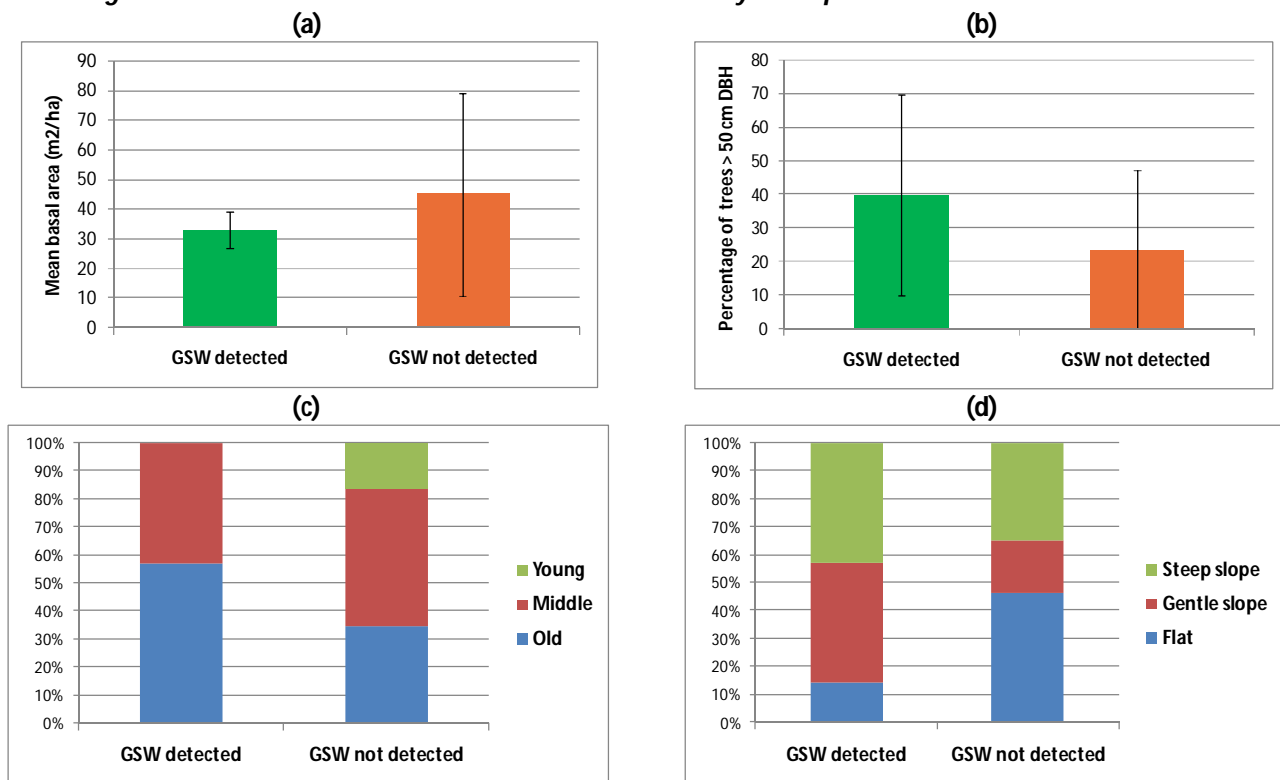 (a)
Mean basal area (m2/ha)
90
80
70
60
50
40
30
20
10
0
GSW detected GSW not detected
(b)
Percentage of trees > 50 cm DBH
80
70
60
50
40
30
20
10
0
GSW detected GSW not detected
(c)
100%
90%
80%
70%
60%
50%
40%
30%
20%
10%
0%
Young
Middle
Old
GSW detected GSW not detected
(d)
100%
90%
80%
70%
60%
50%
40%
30%
20%
10%
0%
Steep slope
Gentle slope
Flat
GSW detected GSW not detected